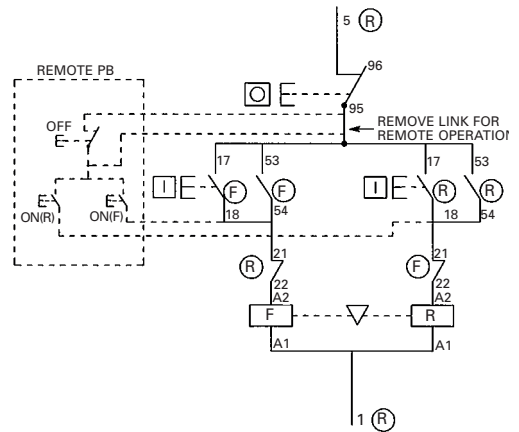 5 R
96
REMOTE PB
O
95
REMOVE LINK FOR
REMOTE OPERATION
OFF
17 53 17 53
I F F I R R
ON(R) ON(F)
18 54 18 54
21 21
R F
22 22
A2 A2
F R
A1 A1
1 R